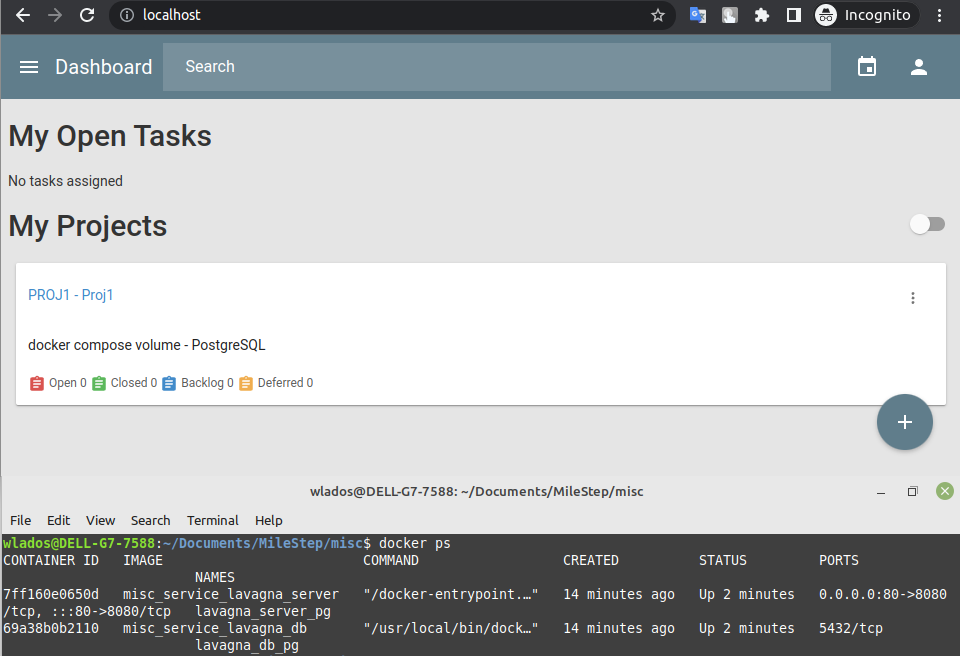 localhost
Incognito
Dashboard
Search
My Open Tasks
No tasks assigned
My Projects
PROJ1 - Proj1
docker compose volume - PostgreSQL
Open 0 Closed 0 Backlog 0 Deferred 0
+
wlados@DELL-G7-7588: ~/Documents/MileStep/misc
File Edit View Search Terminal Help
wlados@DELL-G7-7588:~/Documents/MileStep/misc$ docker ps
CONTAINER ID IMAGE COMMAND CREATED STATUS PORTS
NAMES
7ff160e0650d misc_service_lavagna_server "/docker-entrypoint.…" 14 minutes ago Up 2 minutes 0.0.0.0:80->8080
/tcp, :::80->8080/tcp lavagna_server_pg
69a38b0b2110 misc_service_lavagna_db "/usr/local/bin/dock…" 14 minutes ago Up 2 minutes 5432/tcp
lavagna_db_pg